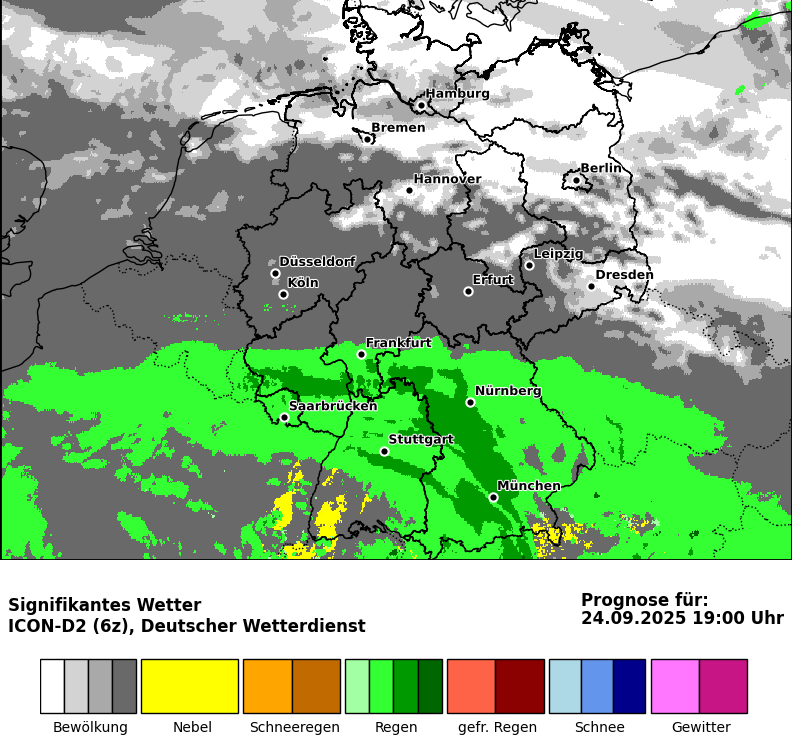 Hamburg
Bremen
Berlin
Hannover
Leipzig
Düsseldorf
Dresden
Köln
Erfurt
Frankfurt
Nürnberg
Saarbrücken
Stuttgart
München
Signifikantes Wetter
ICON-D2 (6z), Deutscher Wetterdienst
Prognose für:
24.09.2025 19:00 Uhr
Bewölkung Nebel Schneeregen Regen gefr. Regen Schnee Gewitter